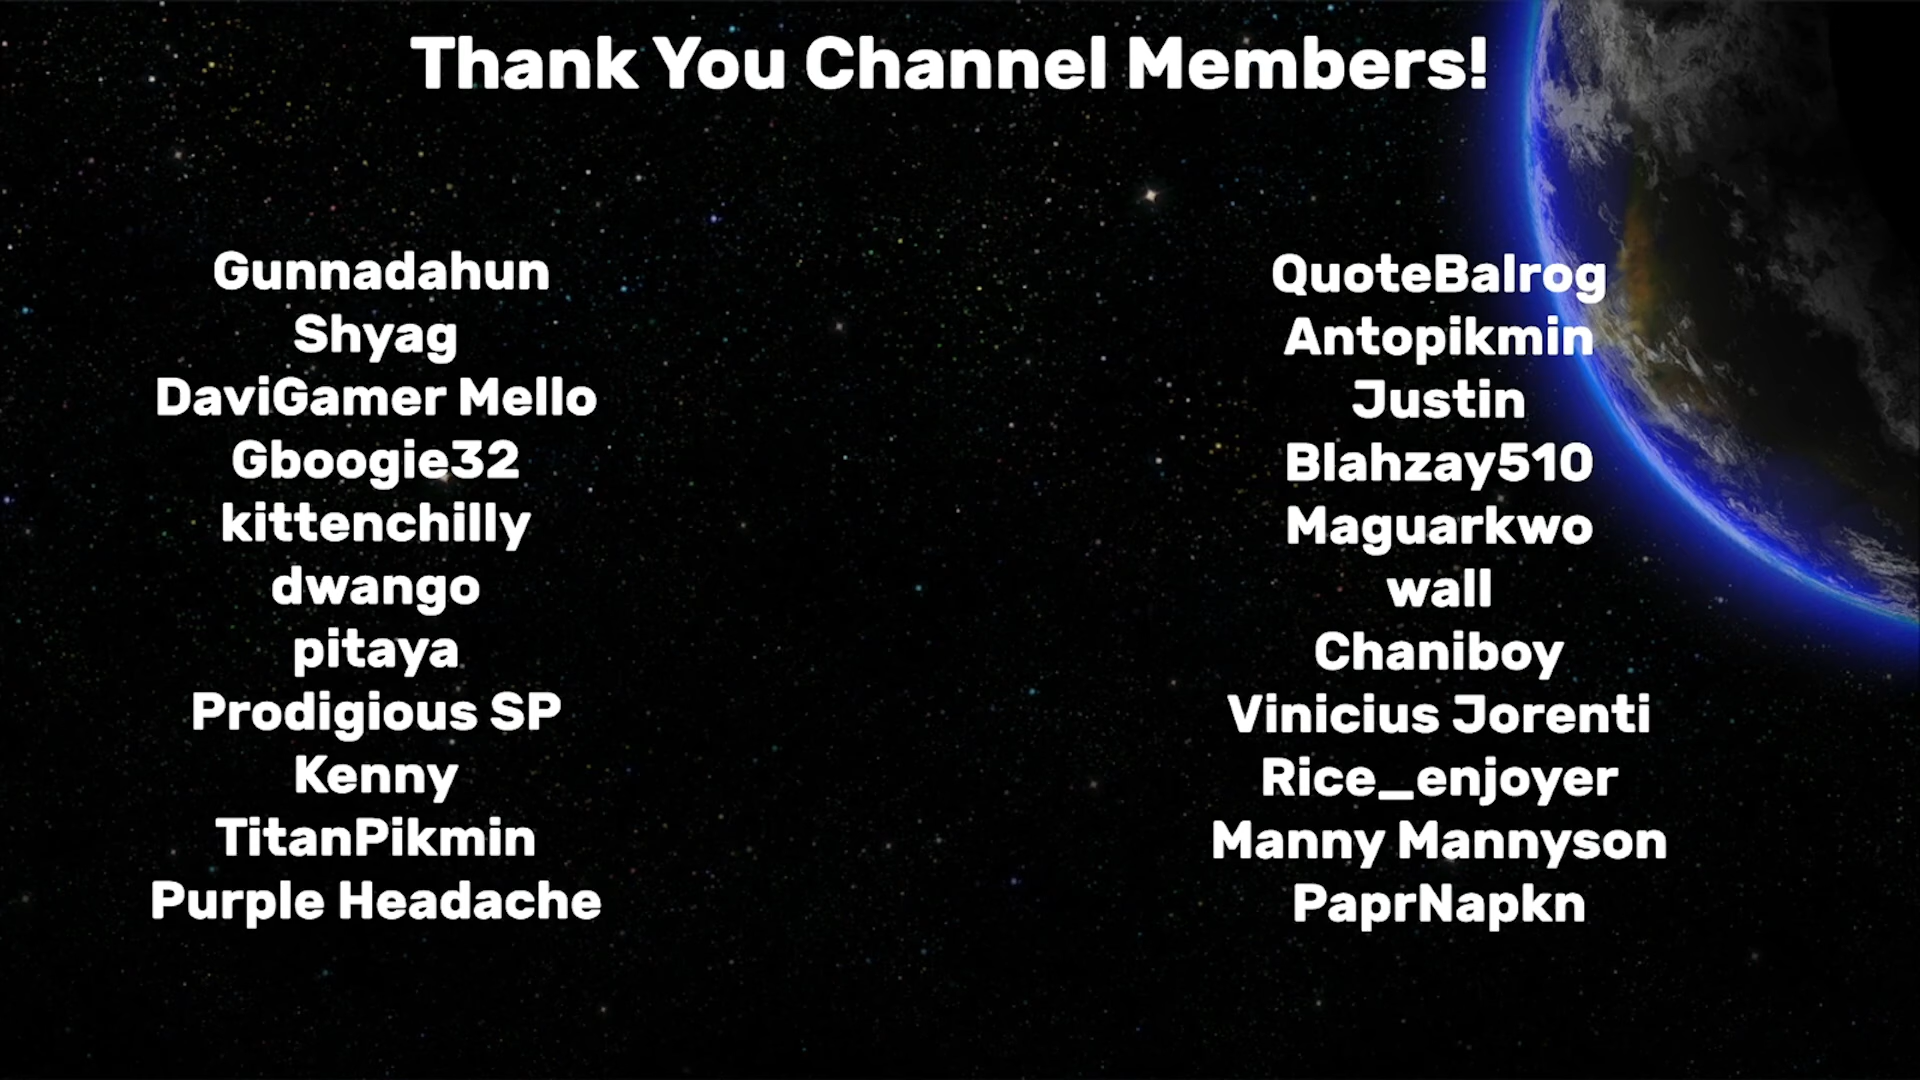 Thank You Channel Members!
Gunnadahun
Shyag
DaviGamer Mello
Gboogie32
kittenchilly
dwango
pitaya
Prodigious SP
Kenny
TitanPikmin
Purple Headache
QuoteBalrog
Antopikmin
Justin
Blahzay510
Maguarkwo
wall
Chaniboy
Vinicius Jorenti
Rice_enjoyer
Manny Mannyson
PaprNapkn